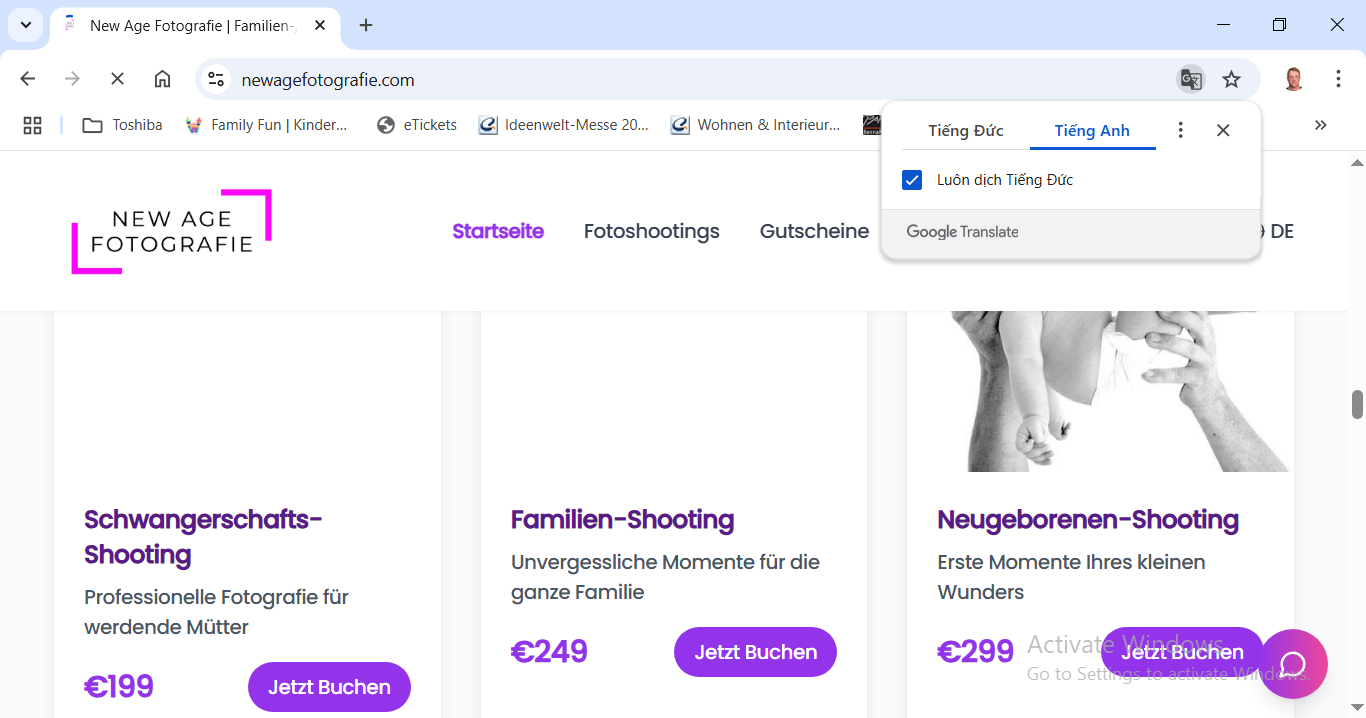 New Age Fotografie | Familien-,
newagefotografie.com
Toshiba
Family Fun | Kinder...
eTickets
Ideenwelt-Messe 20...
Wohnen & Interieur...
Tiếng Đức
Tiếng Anh
Luôn dịch Tiếng Đức
Google Translate
NEW AGE
FOTOGRAFIE
Startseite
Fotoshootings
Gutscheine
DE
Schwangerschafts-
Shooting
Professionelle Fotografie für
werdende Mütter
€199
Jetzt Buchen
Familien-Shooting
Unvergessliche Momente für die
ganze Familie
€249
Jetzt Buchen
Neugeborenen-Shooting
Erste Momente Ihres kleinen
Wunders
€299
Jetzt Buchen
Activate Windows
Go to Settings to activate Windows.